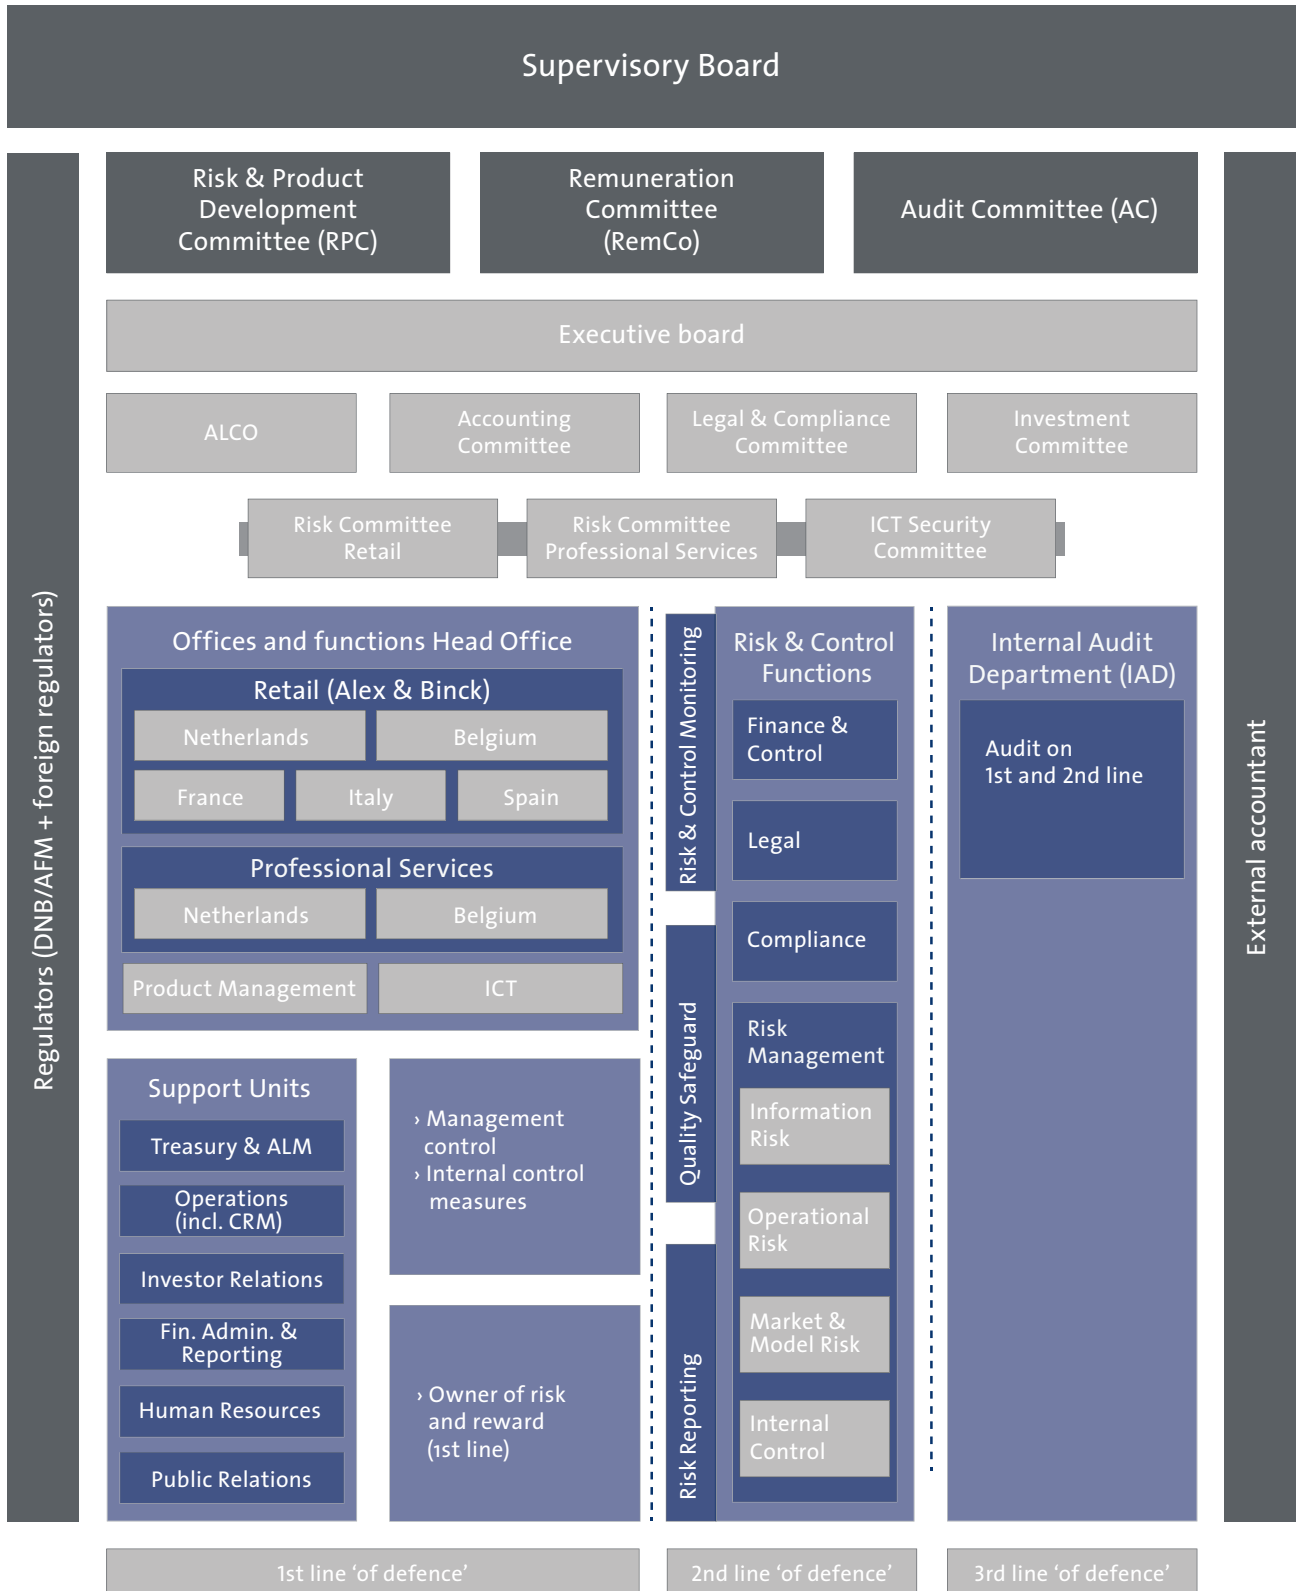 Supervisory Board
Regulators (DNB/AFM + foreign regulators)
Risk & Product
Development
Committee (RPC)
Remuneration
Committee
(RemCo)
Audit Committee (AC)
External accountant
Executive board
ALCO
Accounting
Committee
Legal & Compliance
Committee
Investment
Committee
Risk Committee
Retail
Risk Committee
Professional Services
ICT Security
Committee
Offices and functions Head Office
Retail (Alex & Binck)
Netherlands
Belgium
France
Italy
Spain
Professional Services
Netherlands
Belgium
Product Management
ICT
Support Units
Treasury & ALM
Operations
(incl. CRM)
Investor Relations
Fin. Admin. &
Reporting
Human Resources
Public Relations
› Management
control
› Internal control
measures
› Owner of risk
and reward
(1st line)
Risk & Control Monitoring
Quality Safeguard
Risk Reporting
Risk & Control
Functions
Finance &
Control
Legal
Compliance
Risk
Management
Information
Risk
Operational
Risk
Market &
Model Risk
Internal
Control
Internal Audit
Department (IAD)
Audit on
1st and 2nd line
1st line ‘of defence’
2nd line ‘of defence’
3rd line ‘of defence’